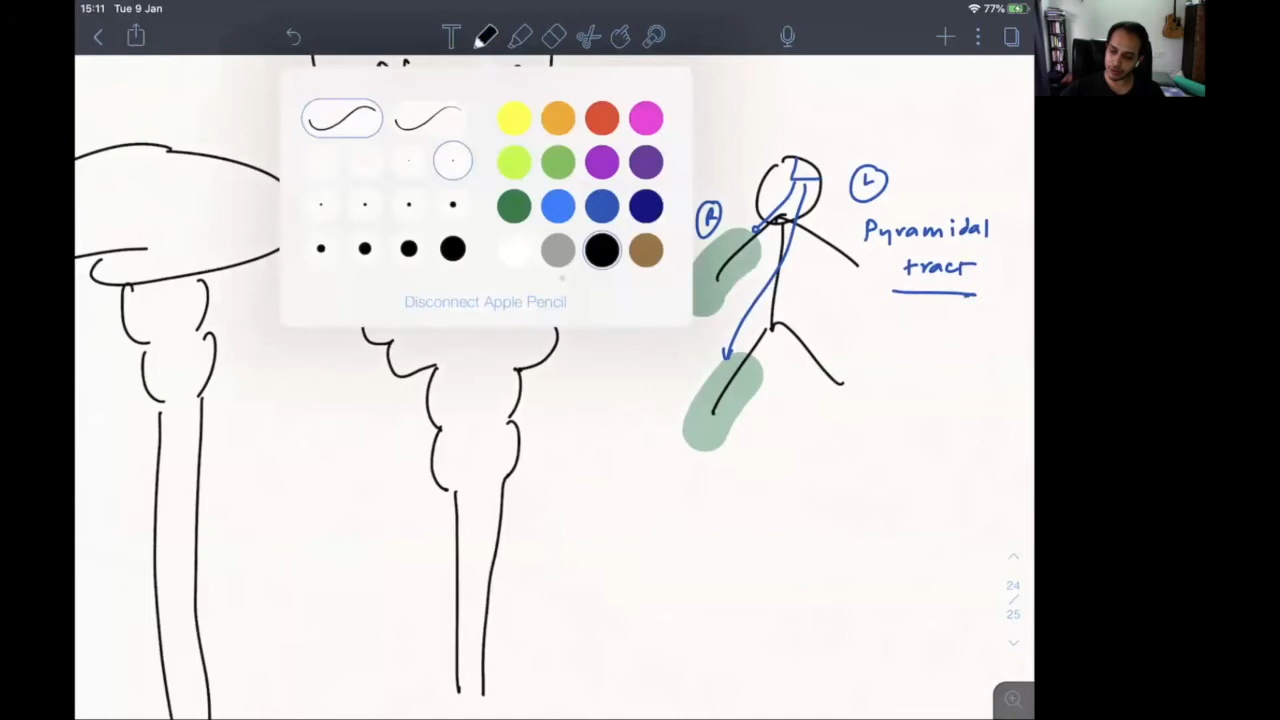 15:11 Tue 9 Jan
77%
T
R
L
Pyramidal
tract
Disconnect Apple Pencil
24
/
25